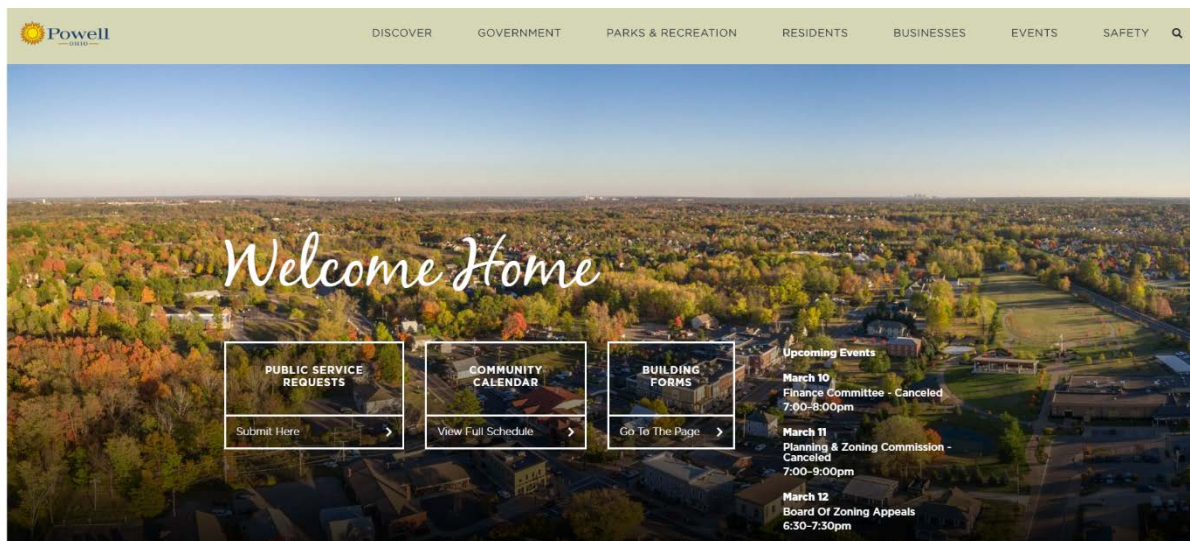 Powell
OHIO
DISCOVER GOVERNMENT PARKS & RECREATION RESIDENTS BUSINESSES EVENTS SAFETY
Welcome Home
PUBLIC SERVICE
REQUESTS
Submit Here
COMMUNITY
CALENDAR
View Full Schedule
BUILDING
FORMS
Go To The Page
Upcoming Events
March 10
Finance Committee - Canceled
7:00–8:00pm
March 11
Planning & Zoning Commission -
Canceled
7:00–9:00pm
March 12
Board Of Zoning Appeals
6:30–7:30pm